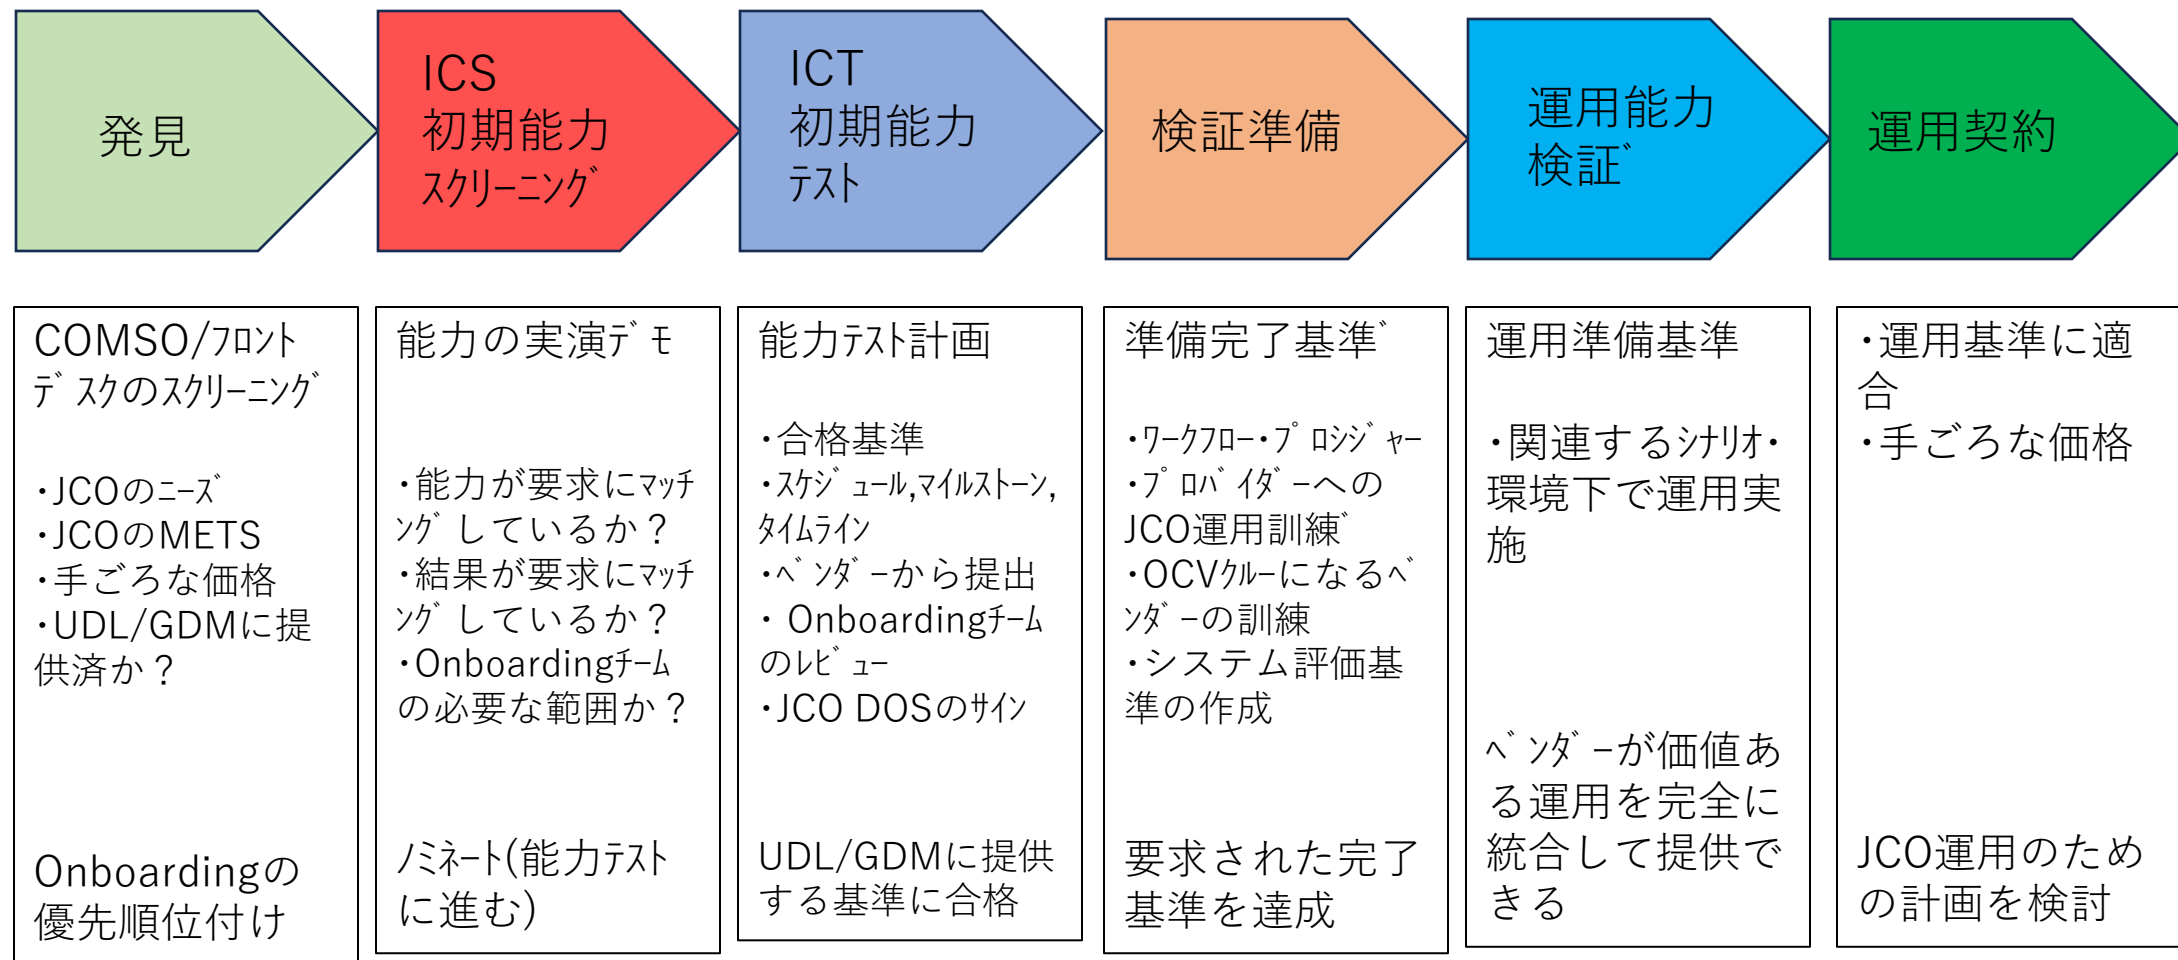 発見
ICS
初期能力
スクリーニング
ICT
初期能力
テスト
検証準備
運用能力
検証゛
運用契約
COMSO/フロント
デスクのスクリーニング
・JCOのニーズ
・JCOのMETS
・手ごろな価格
・UDL/GDMに提
供済か？
Onboardingの
優先順位付け
能力の実演デモ
・能力が要求にマッチ
ングしているか？
・結果が要求にマッチ
ングしているか？
・Onboardingチーム
の必要な範囲か？
ノミネート(能力テスト
に進む)
能力テスト計画
・合格基準
・スケジュール,マイルストーン,
タイムライン
・ベンダーから提出
・ Onboardingチーム
のレビュー
・JCO DOSのサイン
UDL/GDMに提供
する基準に合格
準備完了基準゛
・ワークフロー・プロシジャー
・プロバイダーへの
JCO運用訓練゛
・OCVクルーになるベ
ンダーの訓練
・システム評価基
準の作成
要求された完了
基準を達成
運用準備基準
・関連するシナリオ・
環境下で運用実
施
ベンダーが価値あ
る運用を完全に
統合して提供で
きる
・運用基準に適
合
・手ごろな価格
JCO運用のため
の計画を検討